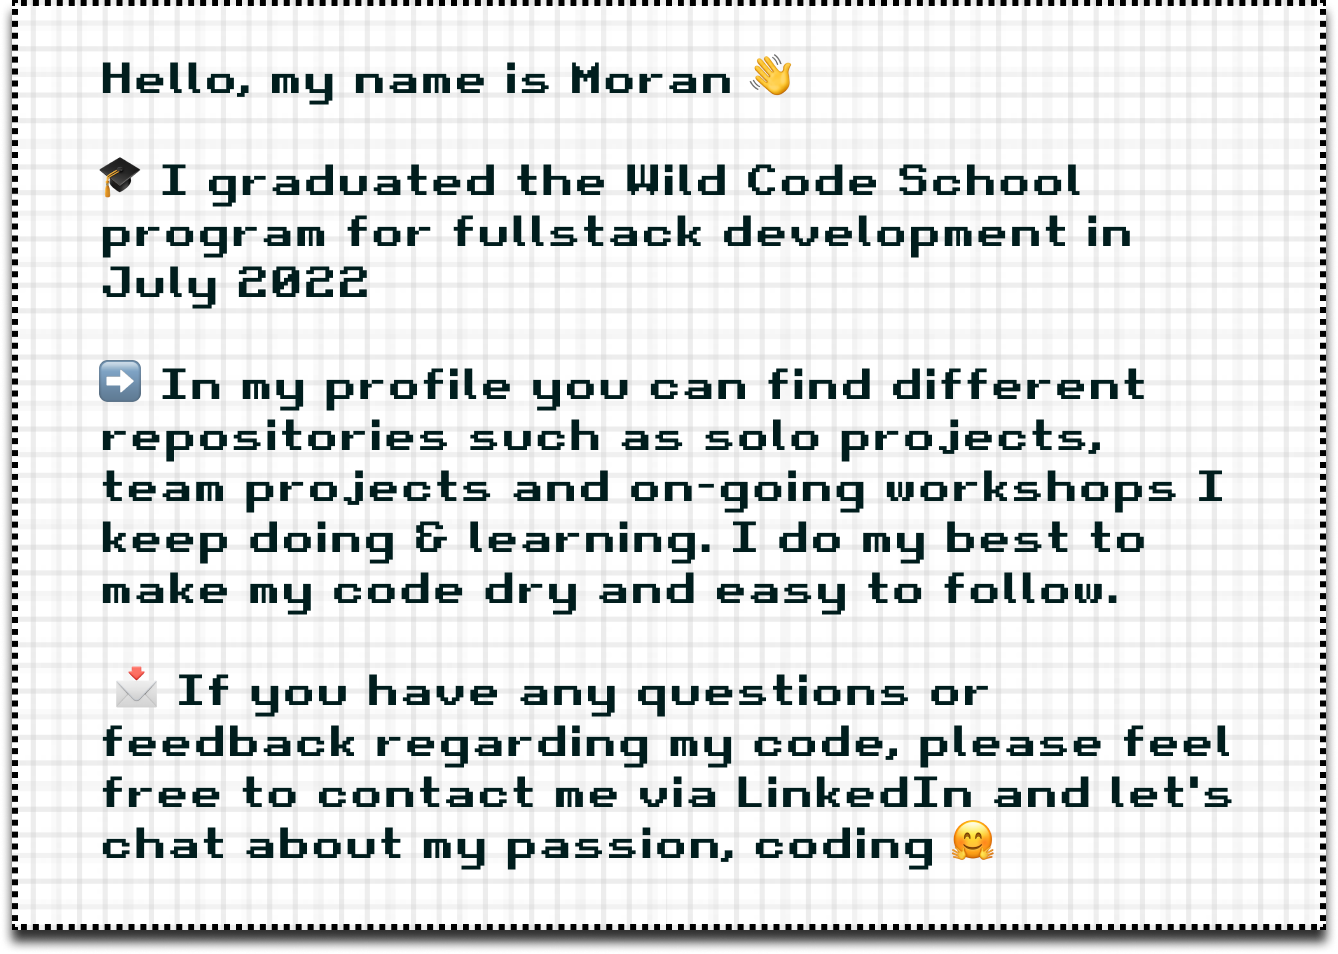 Hello, my name is Moran 👋
🎓 I graduated the Wild Code School
program for fullstack development in
July 2022
➡️ In my profile you can find different
repositories such as solo projects,
team projects and on-going workshops I
keep doing & learning. I do my best to
make my code dry and easy to follow.
📩 If you have any questions or
feedback regarding my code, please feel
free to contact me via LinkedIn and let's
chat about my passion, coding 🤗